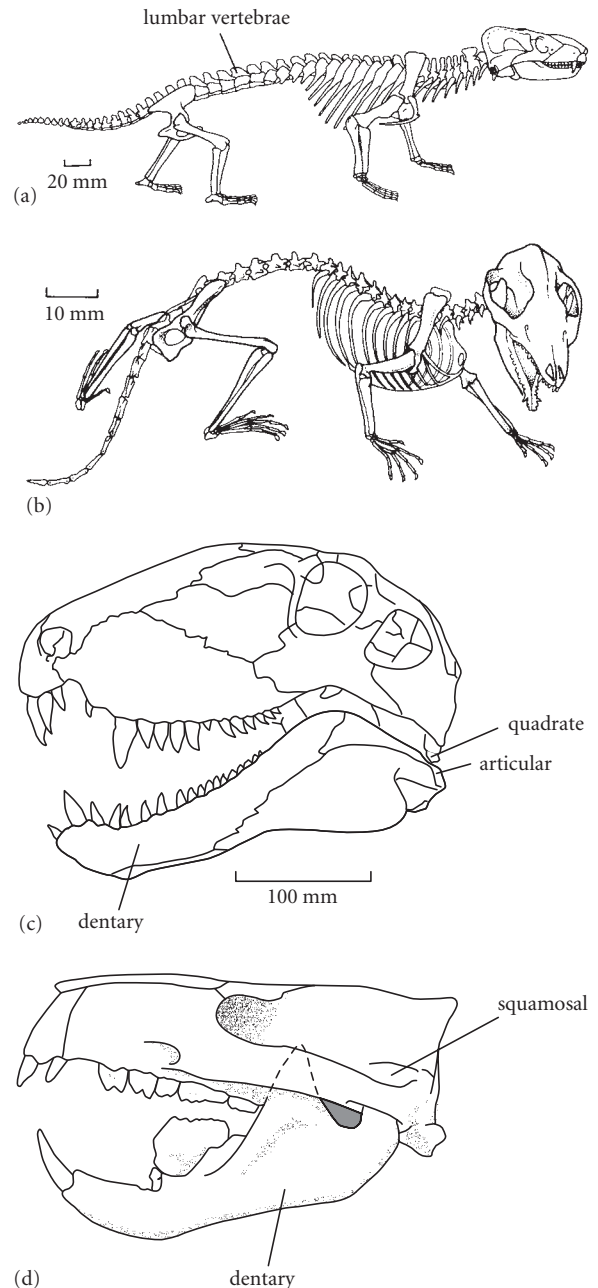 lumbar vertebrae
20 mm
(a)
10 mm
(b)
quadrate
articular
100 mm
(c)
dentary
squamosal
(d)
dentary